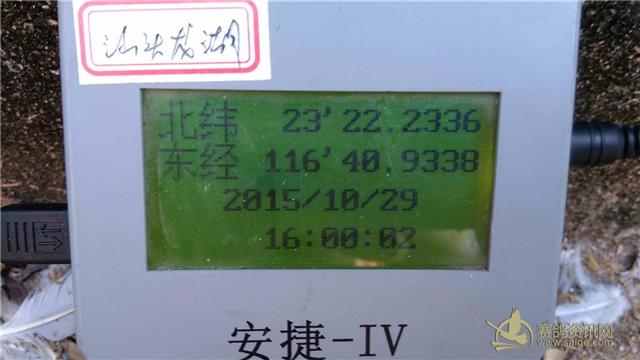 汕头龙湖
北纬 23'22.2336
东经 116'40.9338
2015/10/29
16:00:02
安捷-IV
赛鸽资讯网
www.saige.com